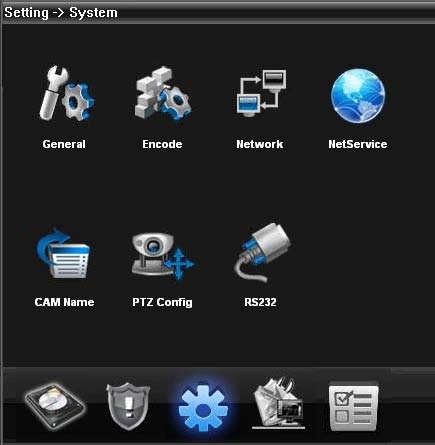 Setting -> System
General
Encode
Network
NetService
CAM Name
PTZ Config
RS232